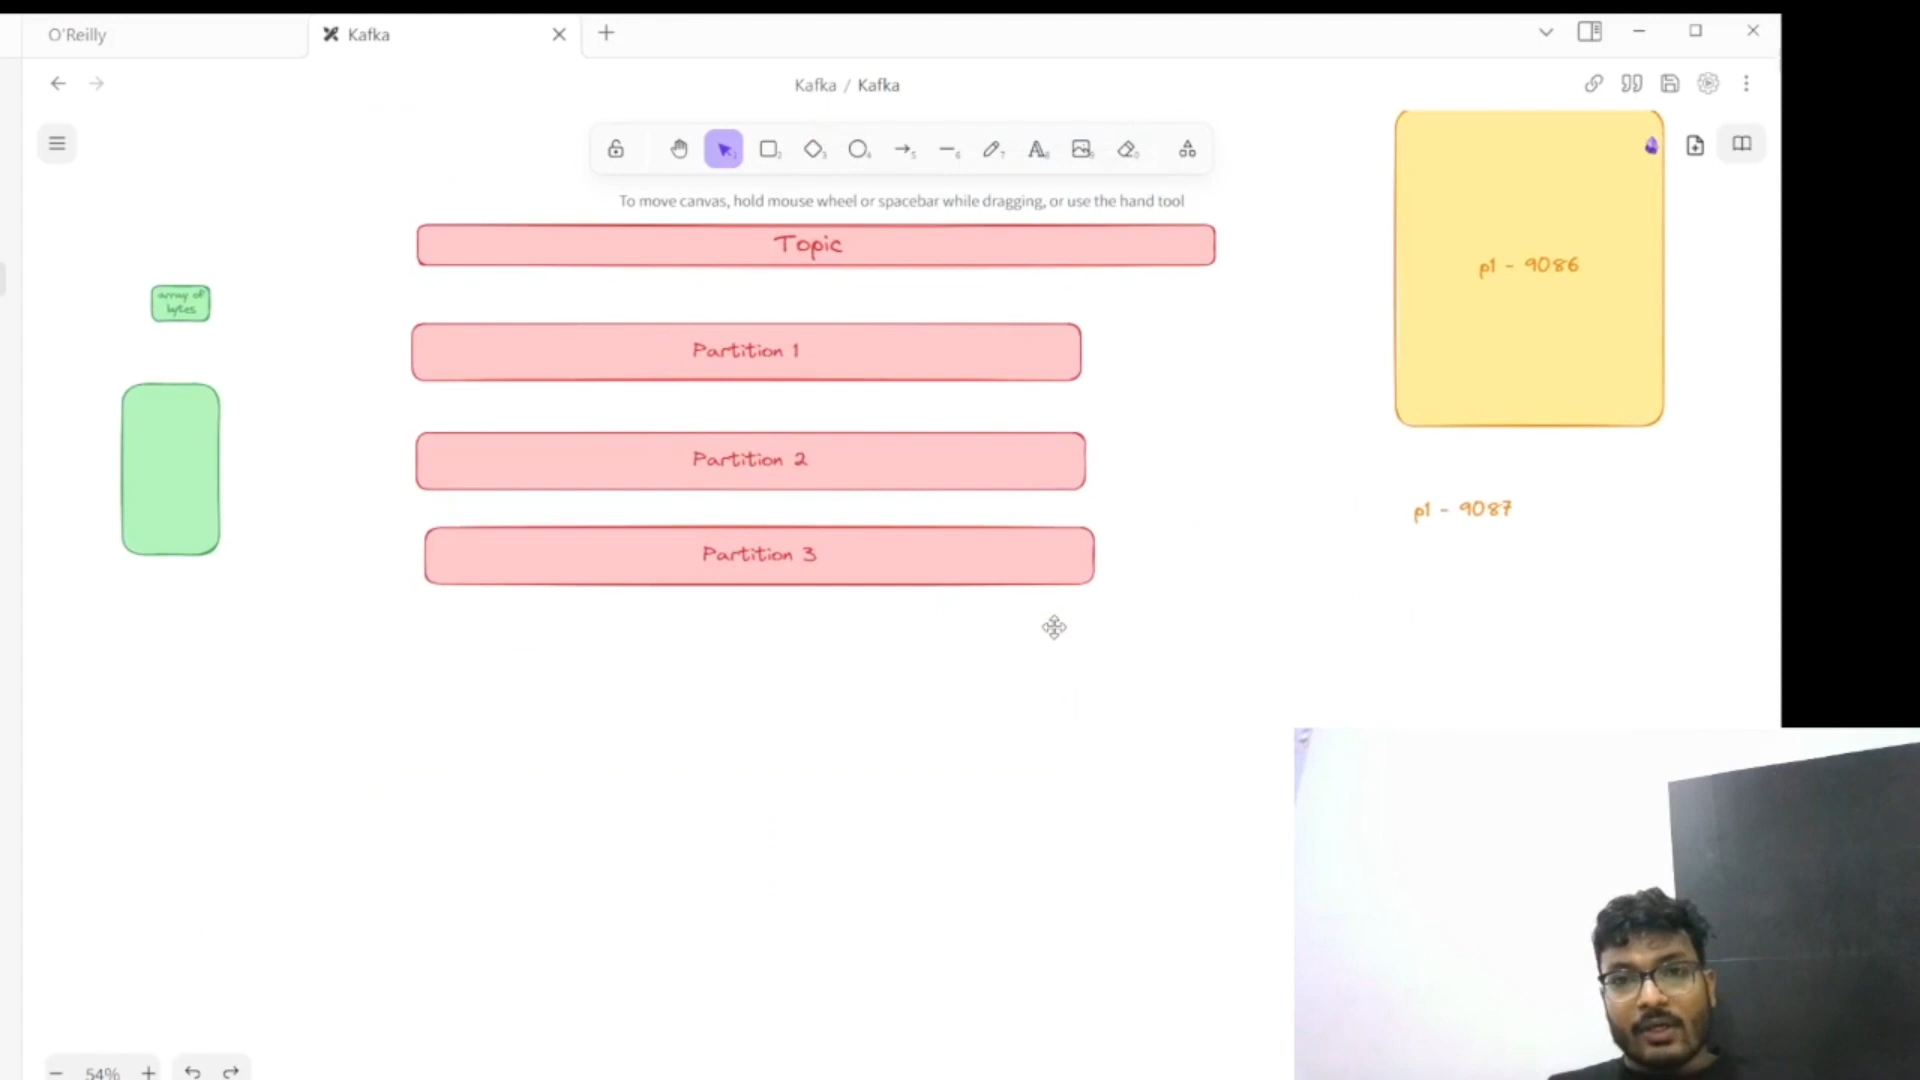 O'Reilly
Kafka
Kafka / Kafka
To move canvas, hold mouse wheel or spacebar while dragging, or use the hand tool
Topic
p1 - 9086
array of
bytes
Partition 1
Partition 2
p1 - 9087
Partition 3
54%